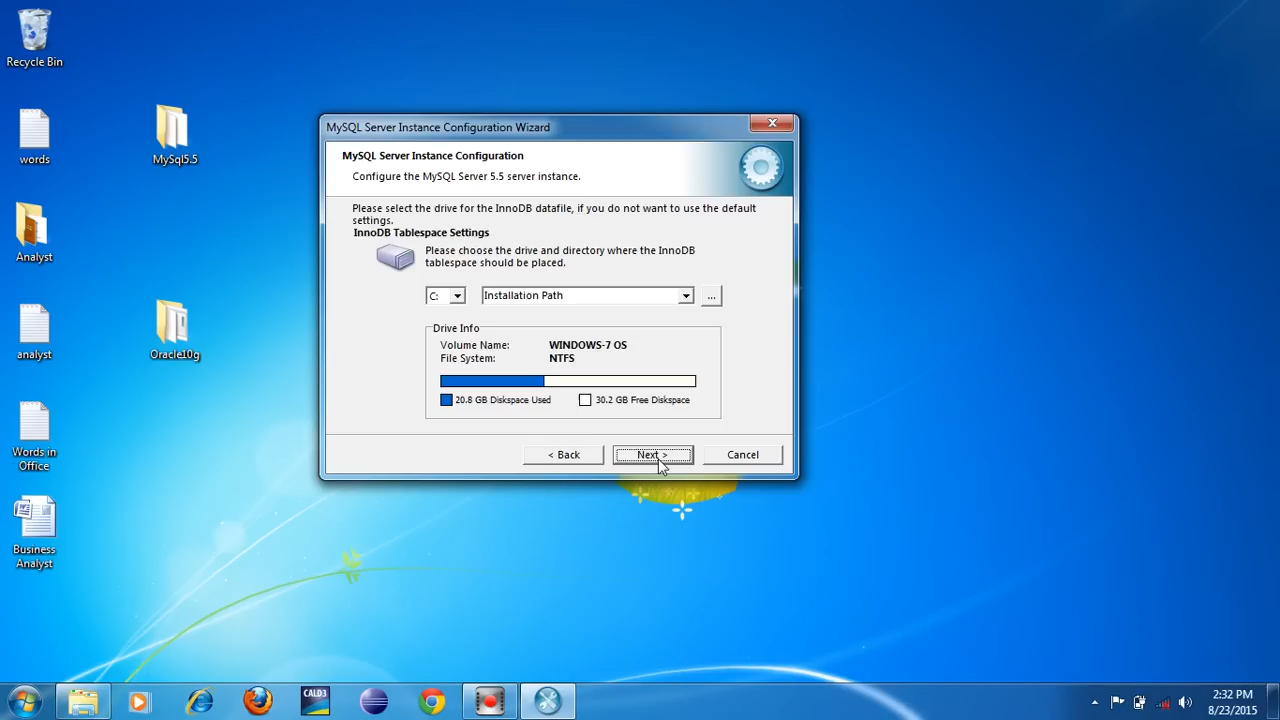 Recycle Bin
words
MySql5.5
Analyst
analyst
Oracle10g
Words in
Office
Business
Analyst
MySQL Server Instance Configuration Wizard
MySQL Server Instance Configuration
Configure the MySQL Server 5.5 server instance.
Please select the drive for the InnoDB datafile, if you do not want to use the default
settings.
InnoDB Tablespace Settings
Please choose the drive and directory where the InnoDB
tablespace should be placed.
C: Installation Path ...
Drive Info
Volume Name: WINDOWS-7 OS
File System: NTFS
20.8 GB Diskspace Used 30.2 GB Free Diskspace
< Back Next > Cancel
CALD3
2:32 PM
8/23/2015